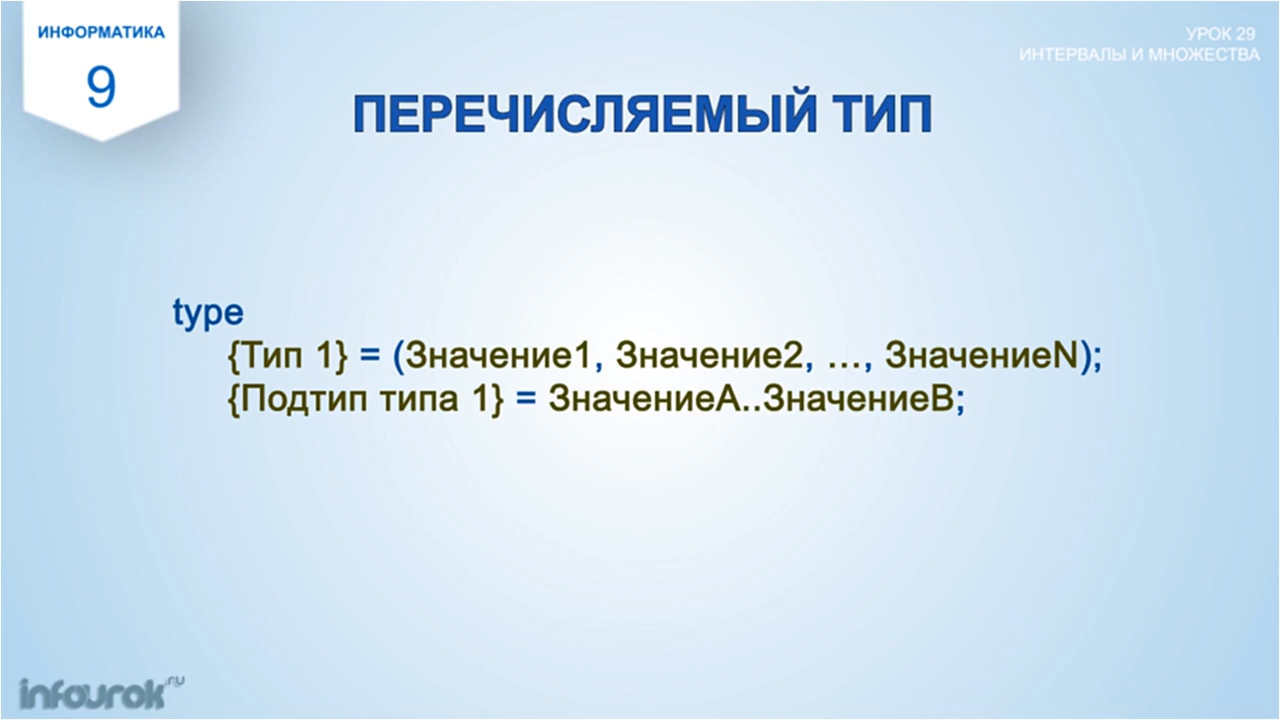 ИНФОРМАТИКА
9
УРОК 29
ИНТЕРВАЛЫ И МНОЖЕСТВА
ПЕРЕЧИСЛЯЕМЫЙ ТИП
type
{Тип 1} = (Значение1, Значение2, ..., ЗначениеN);
{Подтип типа 1} = ЗначениеA..ЗначениеB;
infourok.ru